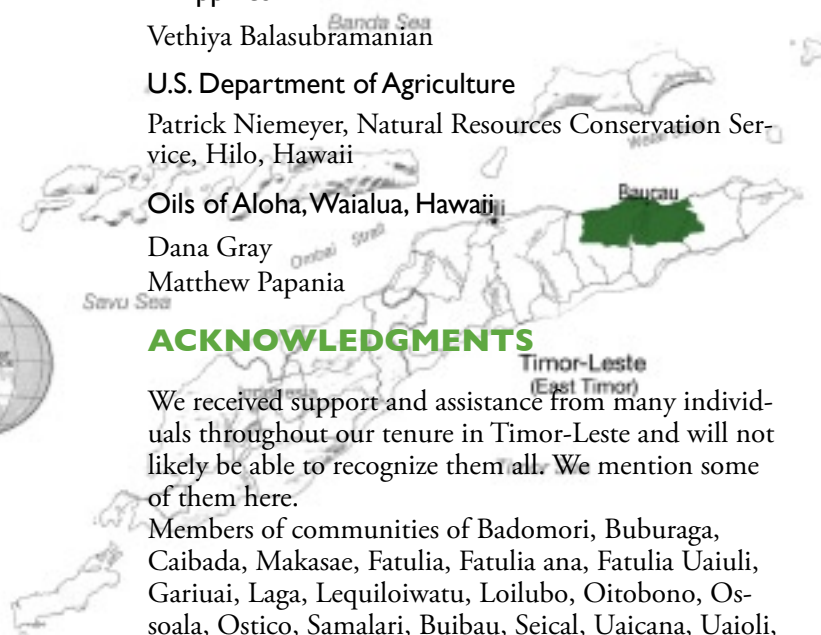 Banda Sea
Vethiya Balasubramanian
U.S. Department of Agriculture
Patrick Niemeyer, Natural Resources Conservation Ser-
vice, Hilo, Hawaii
Baucau
Oils of Aloha, Waialua, Hawaii
Dana Gray
Ombai Strait
Matthew Papania
Savu Sea
ACKNOWLEDGMENTS
Timor-Leste
(East Timor)
We received support and assistance from many individ-
uals throughout our tenure in Timor-Leste and will not
likely be able to recognize them all. We mention some
of them here.
Members of communities of Badomori, Buburaga,
Caibada, Makasae, Fatulia, Fatulia ana, Fatulia Uaiuli,
Gariuai, Laga, Lequiloiwatu, Loilubo, Oitobono, Os-
soala, Ostico, Samalari, Buibau, Seical, Uaicana, Uaioli,